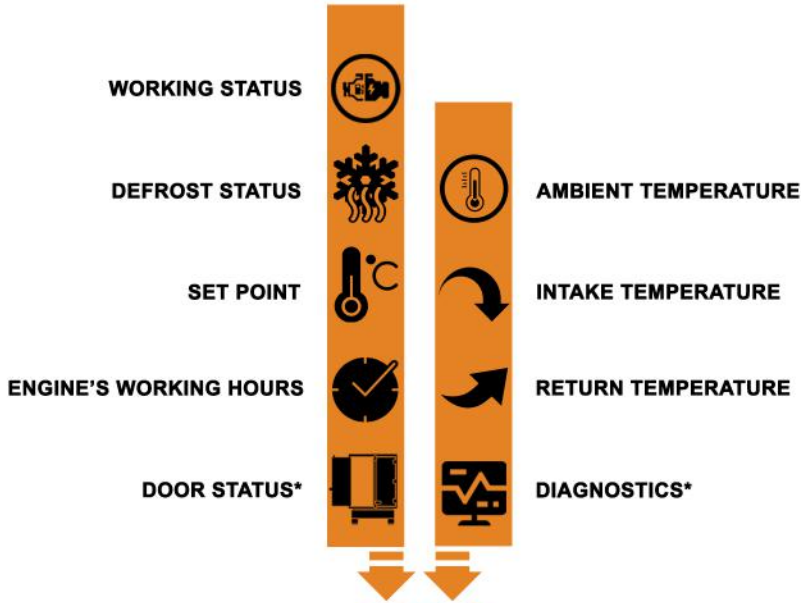 WORKING STATUS
DEFROST STATUS
AMBIENT TEMPERATURE
SET POINT
°C
INTAKE TEMPERATURE
ENGINE'S WORKING HOURS
RETURN TEMPERATURE
DOOR STATUS*
DIAGNOSTICS*